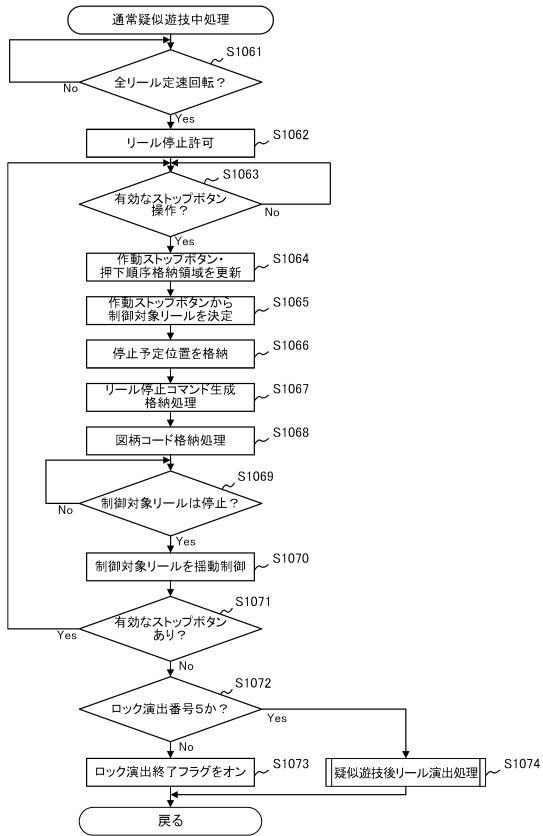 通常疑似遊技中処理
S1061
全リール定速回転？
No
Yes
リール停止許可
S1062
S1063
有効なストップボタン
操作？
No
Yes
作動ストップボタン・
押下順序格納領域を更新
S1064
作動ストップボタンから
制御対象リールを決定
S1065
停止予定位置を格納
S1066
リール停止コマンド生成
格納処理
S1067
図柄コード格納処理
S1068
S1069
制御対象リールは停止？
No
Yes
制御対象リールを揺動制御
S1070
S1071
有効なストップボタン
あり？
Yes
No
S1072
ロック演出番号5か？
Yes
No
ロック演出終了フラグをオン
S1073
疑似遊技後リール演出処理
S1074
戻る